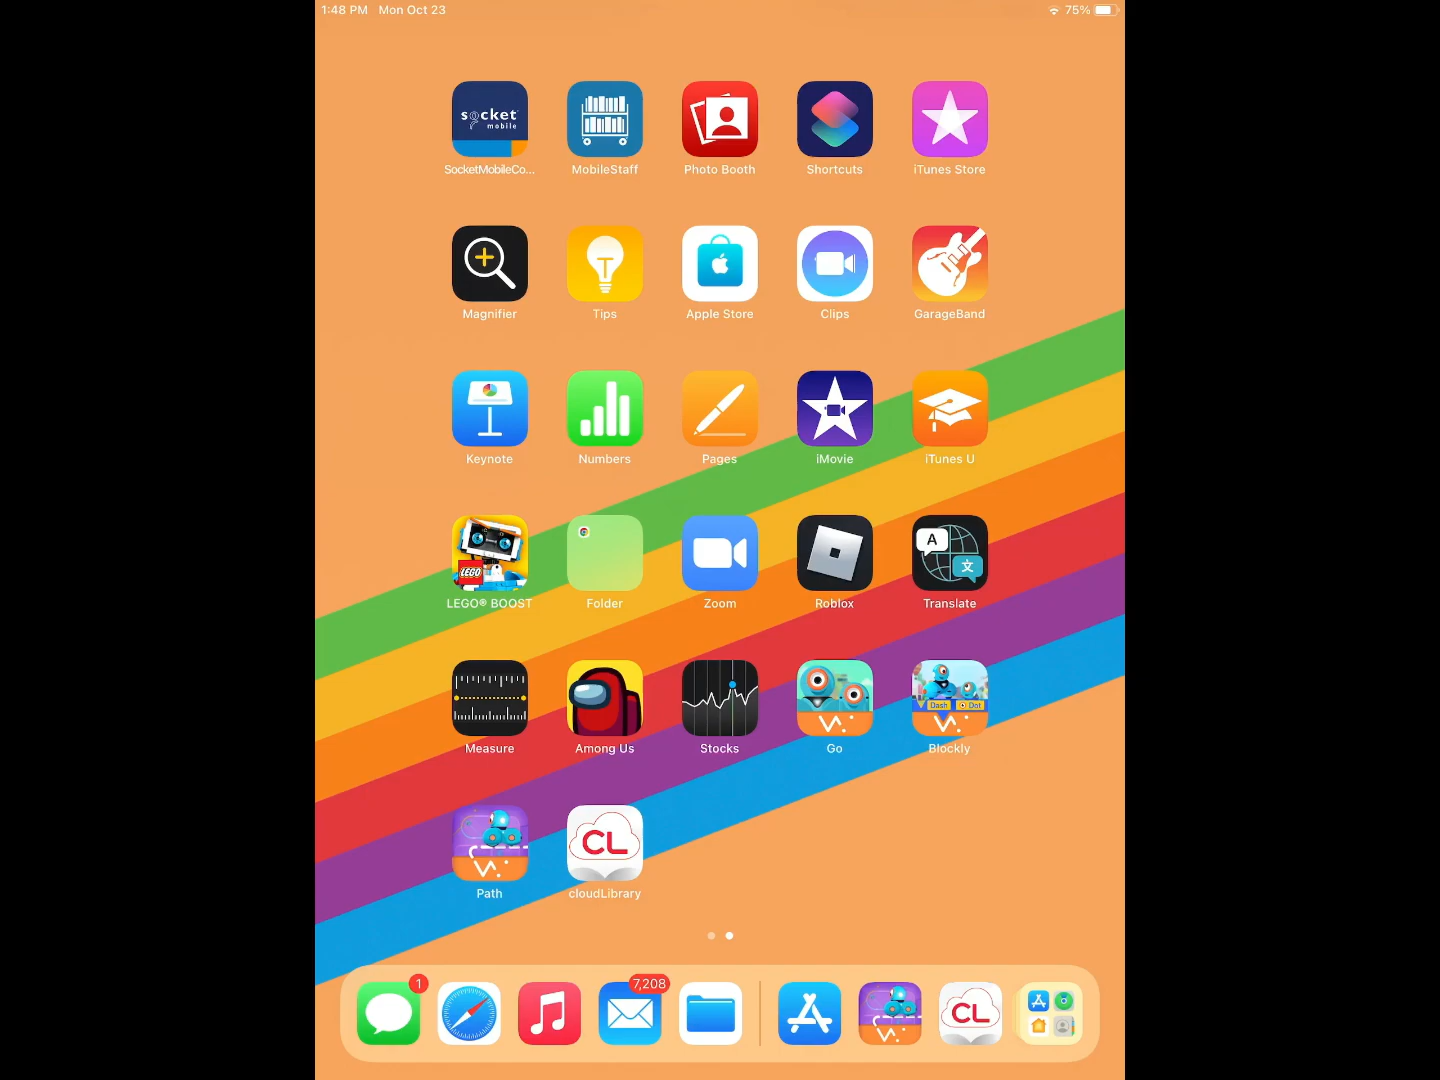 1:48 PM Mon Oct 23
75%
socket
mobile
SocketMobileCo...
MobileStaff
Photo Booth
Shortcuts
iTunes Store
Magnifier
Tips
Apple Store
Clips
GarageBand
Keynote
Numbers
Pages
iMovie
iTunes U
LEGO
A
文
LEGO® BOOST
Folder
Zoom
Roblox
Translate
Dash
Dot
Measure
Among Us
Stocks
Go
Blockly
CL
Path
cloudLibrary
1
7,208
CL